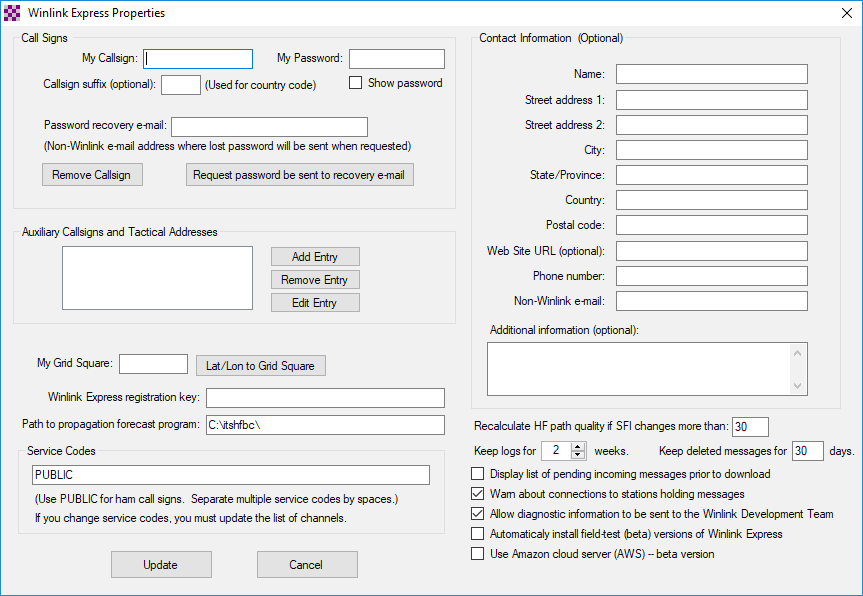 Winlink Express Properties
Call Signs
My Callsign:
My Password:
Callsign suffix (optional):
(Used for country code)
Show password
Password recovery e-mail:
(Non-Winlink e-mail address where lost password will be sent when requested)
Remove Callsign
Request password be sent to recovery e-mail
Auxiliary Callsigns and Tactical Addresses
Add Entry
Remove Entry
Edit Entry
My Grid Square:
Lat/Lon to Grid Square
Winlink Express registration key:
Path to propagation forecast program:
C:\itshfbc\
Service Codes
PUBLIC
(Use PUBLIC for ham call signs. Separate multiple service codes by spaces.)
If you change service codes, you must update the list of channels.
Update
Cancel
Contact Information (Optional)
Name:
Street address 1:
Street address 2:
City:
State/Province:
Country:
Postal code:
Web Site URL (optional):
Phone number:
Non-Winlink e-mail:
Additional information (optional):
Recalculate HF path quality if SFI changes more than: 30
Keep logs for 2 weeks. Keep deleted messages for 30 days.
Display list of pending incoming messages prior to download
Warn about connections to stations holding messages
Allow diagnostic information to be sent to the Winlink Development Team
Automaticaly install field-test (beta) versions of Winlink Express
Use Amazon cloud server (AWS) -- beta version